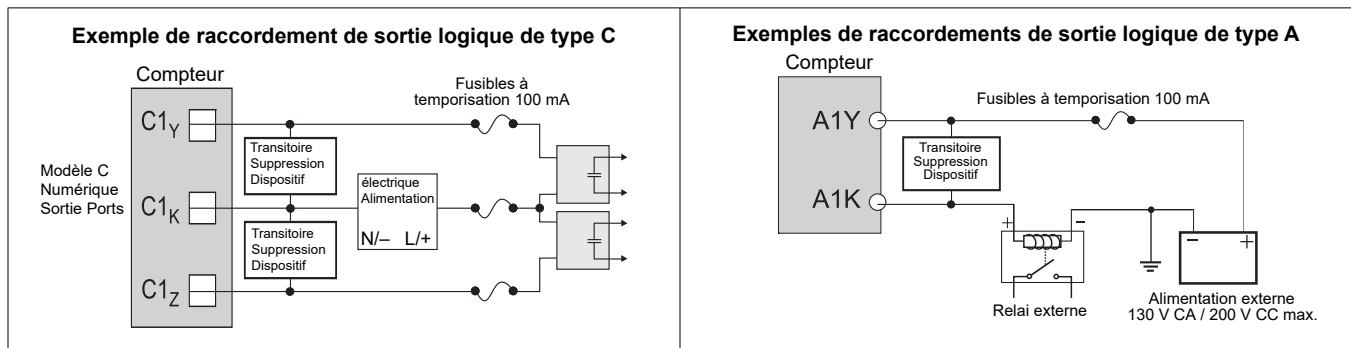 Exemple de raccordement de sortie logique de type C
Compteur
Fusibles à
temporisation 100 mA
C1Y
Transitoire
Suppression
Dispositif
Modèle C
Numérique
Sortie Ports
électrique
Alimentation
C1K
N/– L/+
Transitoire
Suppression
Dispositif
C1Z
Exemples de raccordements de sortie logique de type A
Compteur
Fusibles à temporisation 100 mA
A1Y
Transitoire
Suppression
Dispositif
A1K
+
–
–
+
Relai externe
Alimentation externe
130 V CA / 200 V CC max.